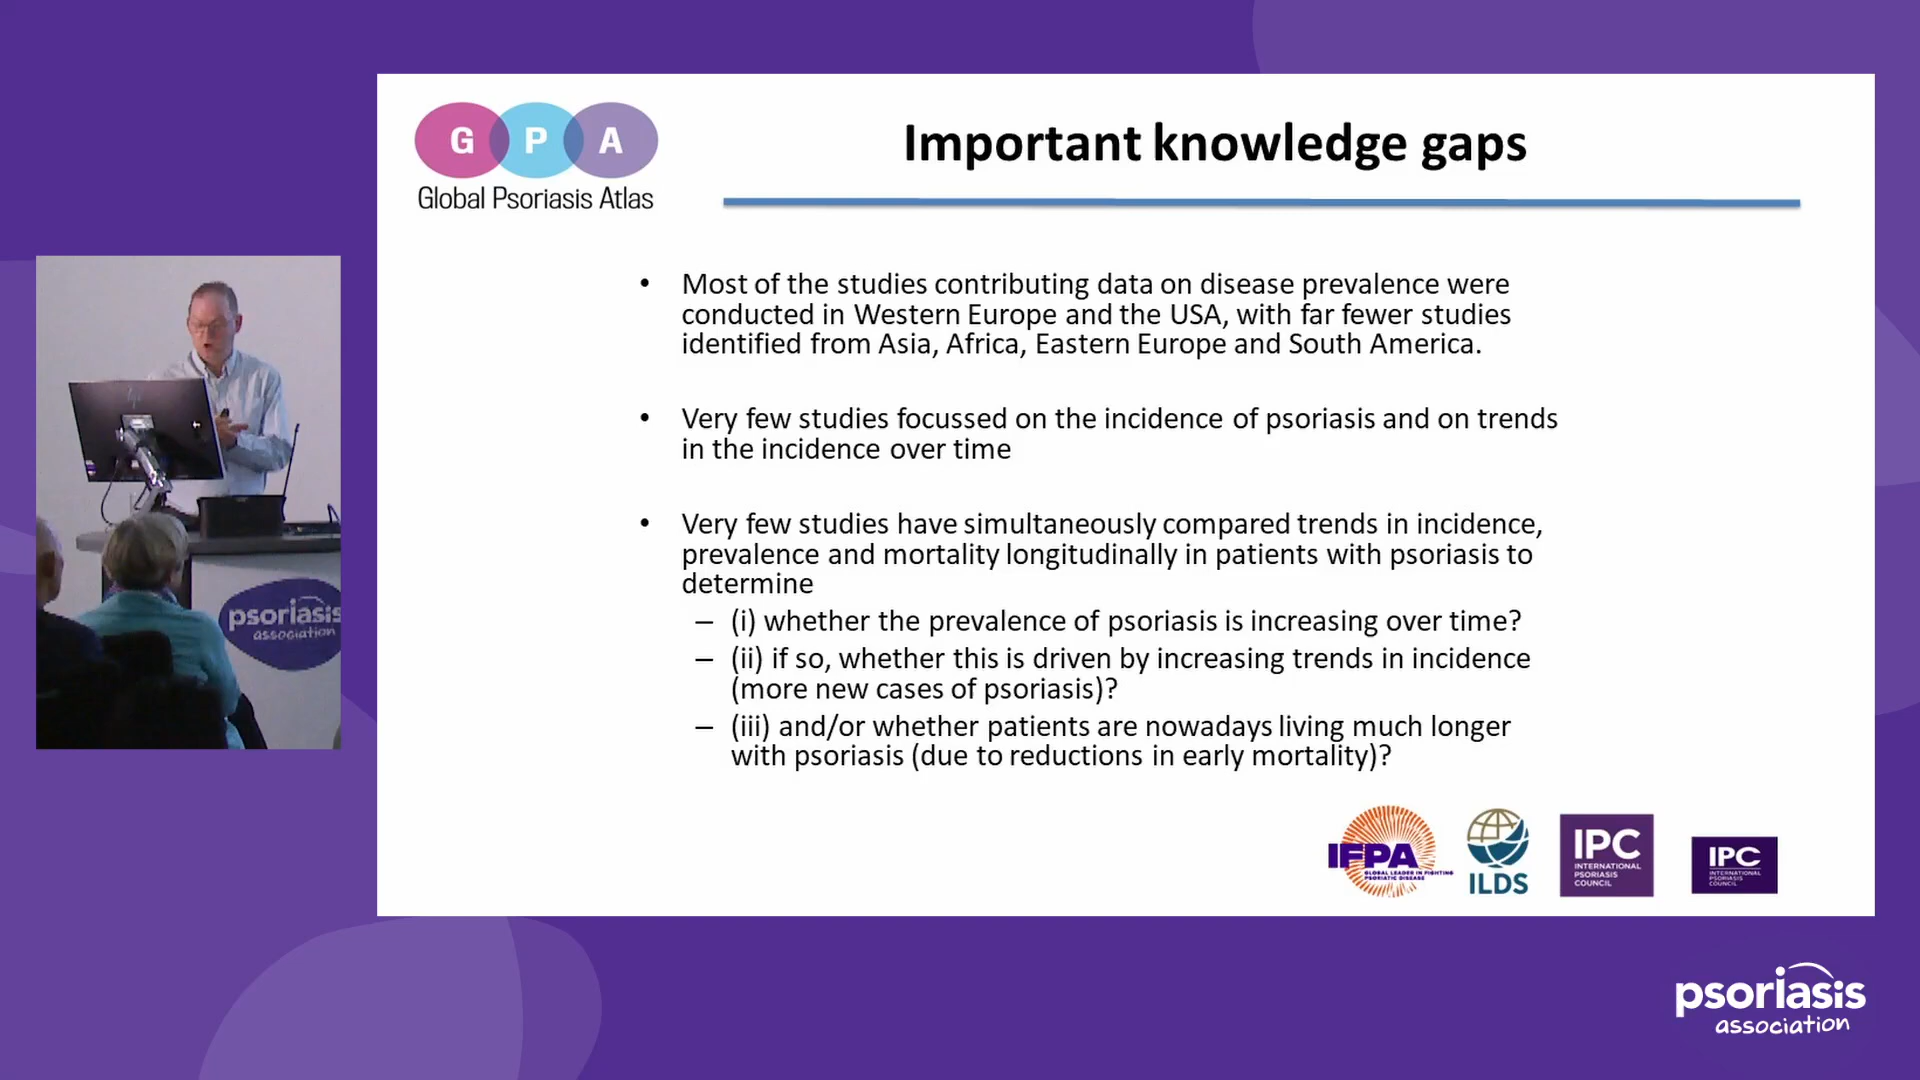 G P A
Global Psoriasis Atlas
Important knowledge gaps
• Most of the studies contributing data on disease prevalence were
conducted in Western Europe and the USA, with far fewer studies
identified from Asia, Africa, Eastern Europe and South America.
• Very few studies focussed on the incidence of psoriasis and on trends
in the incidence over time
• Very few studies have simultaneously compared trends in incidence,
prevalence and mortality longitudinally in patients with psoriasis to
determine
– (i) whether the prevalence of psoriasis is increasing over time?
– (ii) if so, whether this is driven by increasing trends in incidence
(more new cases of psoriasis)?
– (iii) and/or whether patients are nowadays living much longer
with psoriasis (due to reductions in early mortality)?
psoriasis
association
IFPA
GLOBAL LEADER IN FIGHTING
PSORIATIC DISEASE
ILDS
IPC
INTERNATIONAL
PSORIASIS
COUNCIL
IPC
INTERNATIONAL
PSORIASIS
COUNCIL
psoriasis
association